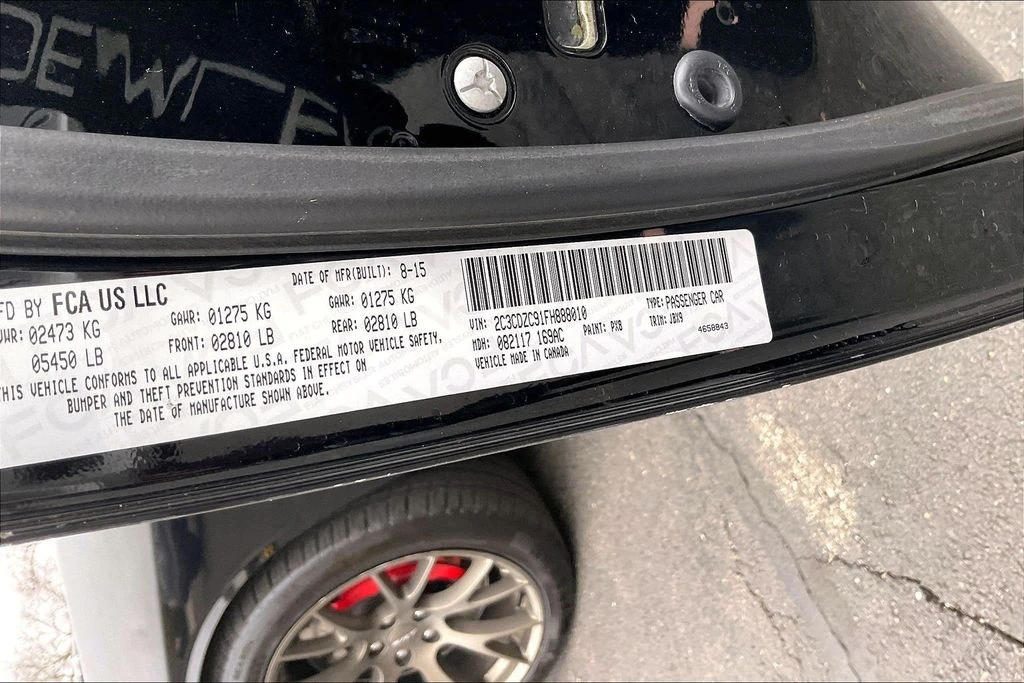 DEWITE
FD BY FCA US LLC
DATE OF MFR(BUILT): 8-15
VWR: 02473 KG
GAWR: 01275 KG
GAWR: 01275 KG
05450 LB
FRONT: 02810 LB
REAR: 02810 LB
THIS VEHICLE CONFORMS TO ALL APPLICABLE U.S.A. FEDERAL MOTOR VEHICLE SAFETY,
BUMPER AND THEFT PREVENTION STANDARDS IN EFFECT ON
THE DATE OF MANUFACTURE SHOWN ABOVE.
VIN: 2C3CDZC91FH888010
TYPE: PASSENGER CAR
MDH: 082117 169AC
PAINT: PX8
TRIM: JBX9
VEHICLE MADE IN CANADA
4658843